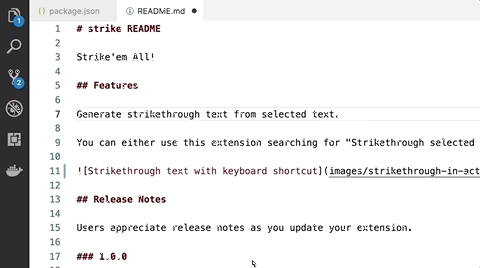 package.json
README.md
1
2
1 # strike README
2
3 Strike'em All!
4
5 ## Features
6
7 Generate strikethrough text from selected text.
8
9 You can either use this extension searching for "Strikethrough selected
10
11 ![Strikethrough text with keyboard shortcut](images/strikethrough-in-act
12
13 ## Release Notes
14
15 Users appreciate release notes as you update your extension.
16
17 ### 1.0.0